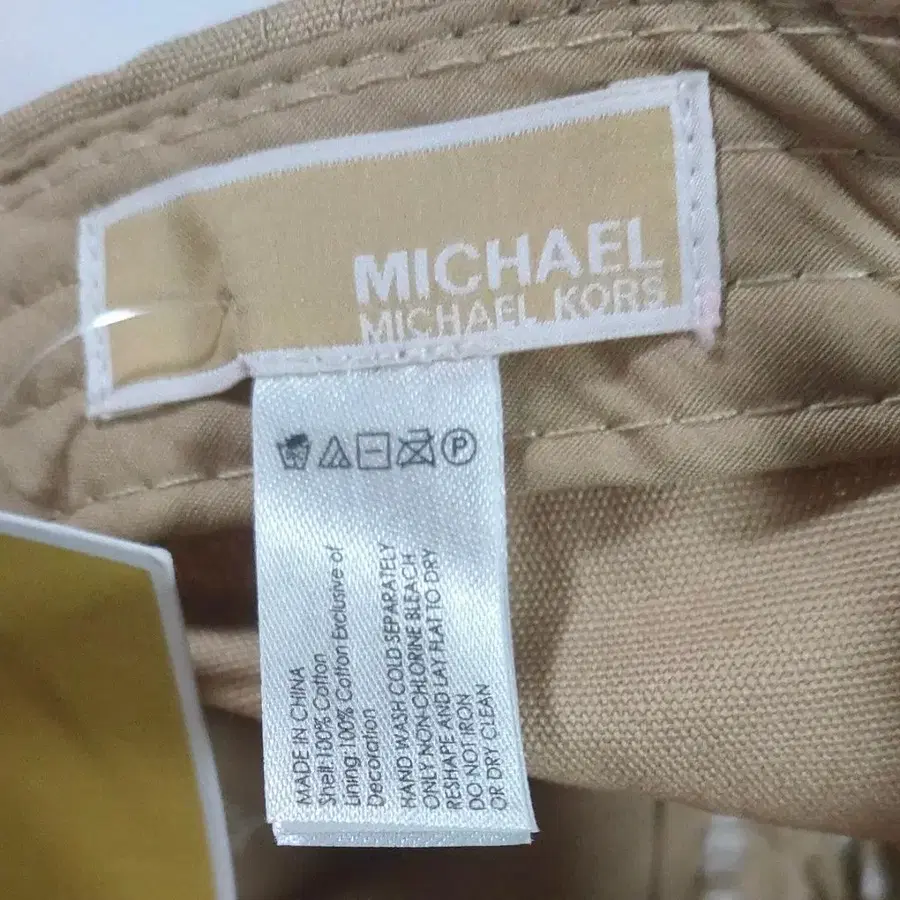 MICHAEL
MICHAEL KORS
P
MADE IN CHINA
Shell: 100% Cotton
Lining: 100% Cotton Exclusive of
Decoration
HAND WASH COLD SEPARATELY
ONLY NON-CHLORINE BLEACH
RESHAPE AND LAY FLAT TO DRY
DO NOT IRON
OR DRY CLEAN